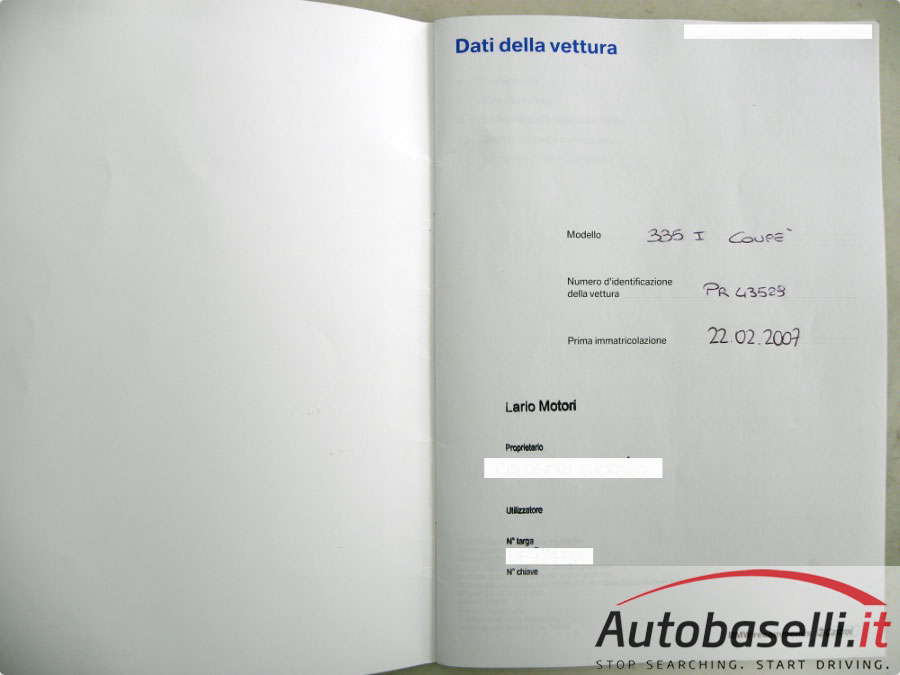 Dati della vettura
Modello 335 I COUPE`
Numero d'identificazione
della vettura PR 43529
Prima immatricolazione 22.02.2007
Lario Motori
Proprietario
Utilizzatore
N° targa
N° chiave
Autobaselli.it
STOP SEARCHING. START DRIVING.